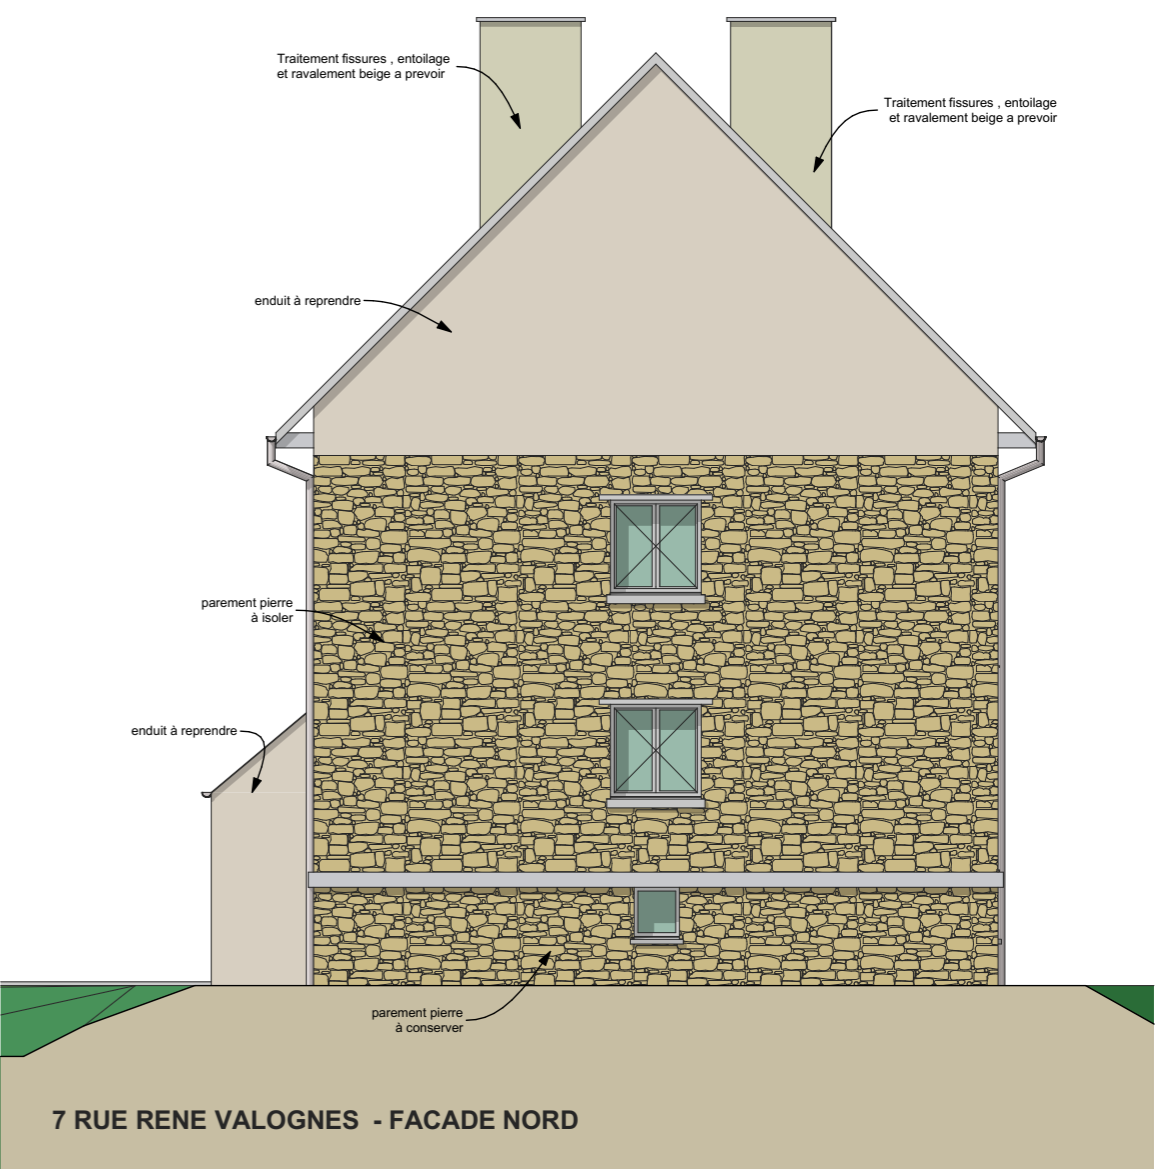 Traitement fissures , entoilage
et ravalement beige a prevoir
Traitement fissures , entoilage
et ravalement beige a prevoir
enduit à reprendre
parement pierre
à isoler
enduit à reprendre
parement pierre
à conserver
7 RUE RENE VALOGNES - FACADE NORD